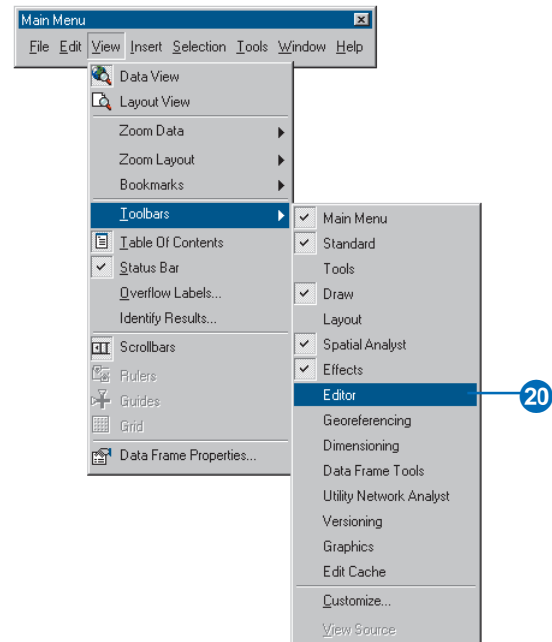 Main Menu
File Edit View Insert Selection Tools Window Help
Data View
Layout View
Zoom Data
Zoom Layout
Bookmarks
Toolbars
Table Of Contents
Status Bar
Overflow Labels...
Identify Results...
Scrollbars
Rulers
Guides
Grid
Data Frame Properties...
Main Menu
Standard
Tools
Draw
Layout
Spatial Analyst
Effects
Editor
20
Georeferencing
Dimensioning
Data Frame Tools
Utility Network Analyst
Versioning
Graphics
Edit Cache
Customize...
View Source